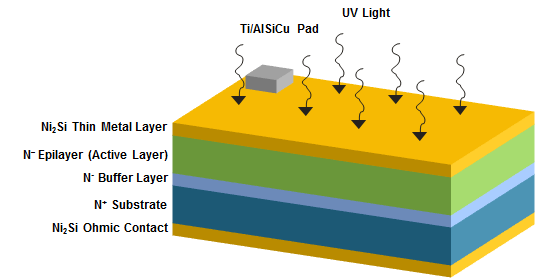 UV Light
Ti/AlSiCu Pad
Ni₂Si Thin Metal Layer
N⁻ Epilayer (Active Layer)
N⁻ Buffer Layer
N⁺ Substrate
Ni₂Si Ohmic Contact